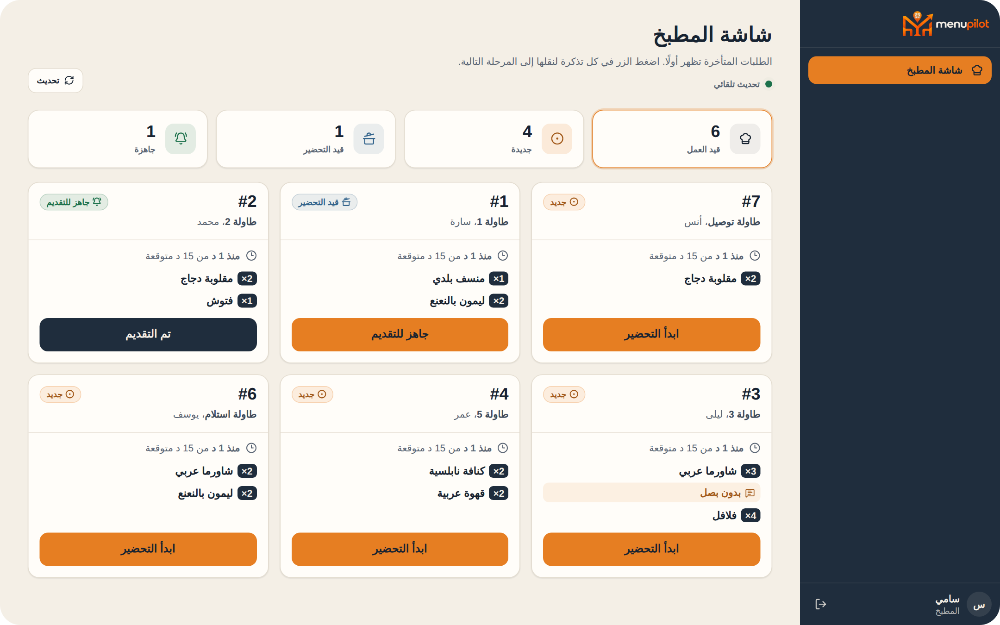 menupilot
شاشة المطبخ
شاشة المطبخ
الطلبات المتأخرة تظهر أولًا. اضغط الزر في كل تذكرة لنقلها إلى المرحلة التالية.
تحديث تلقائي
تحديث
6
قيد العمل
4
جديدة
1
قيد التحضير
1
جاهزة
#7
جديد
طاولة توصيل، أنس
منذ 1 د من 15 د متوقعة
×2 مقلوبة دجاج
ابدأ التحضير
#1
قيد التحضير
طاولة 1، سارة
منذ 1 د من 15 د متوقعة
×1 منسف بلدي
×2 ليمون بالنعنع
جاهز للتقديم
#2
جاهز للتقديم
طاولة 2، محمد
منذ 1 د من 15 د متوقعة
×2 مقلوبة دجاج
×1 فتوش
تم التقديم
#3
جديد
طاولة 3، ليلى
منذ 1 د من 15 د متوقعة
×3 شاورما عربي
بدون بصل
×4 فلافل
ابدأ التحضير
#4
جديد
طاولة 5، عمر
منذ 1 د من 15 د متوقعة
×2 كنافة نابلسية
×2 قهوة عربية
ابدأ التحضير
#6
جديد
طاولة استلام، يوسف
منذ 1 د من 15 د متوقعة
×2 شاورما عربي
×2 ليمون بالنعنع
ابدأ التحضير
س
سامي
المطبخ